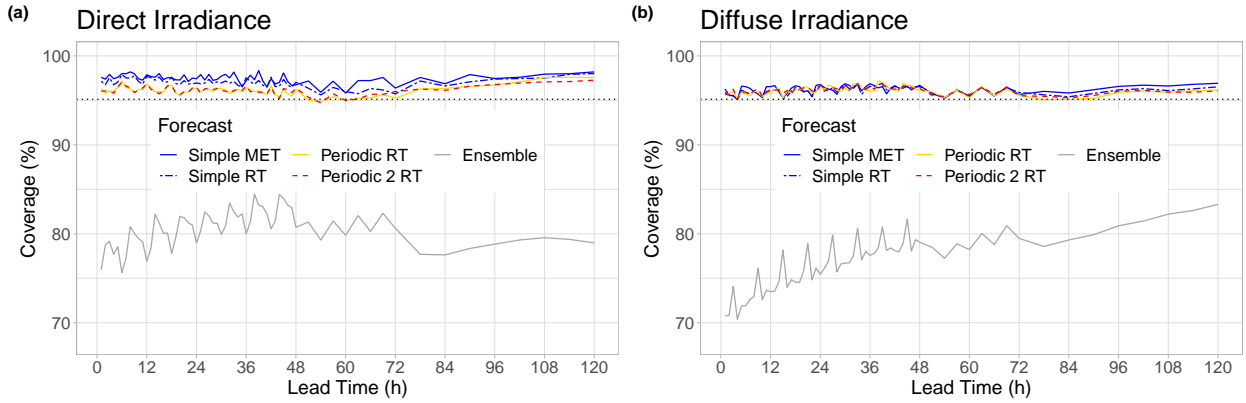 (a)
Direct Irradiance
Coverage (%)
100
90
80
70
Forecast
Simple MET
Periodic RT
Ensemble
Simple RT
Periodic 2 RT
0 12 24 36 48 60 72 84 96 108 120
Lead Time (h)
(b)
Diffuse Irradiance
Coverage (%)
100
90
80
70
Forecast
Simple MET
Periodic RT
Ensemble
Simple RT
Periodic 2 RT
0 12 24 36 48 60 72 84 96 108 120
Lead Time (h)